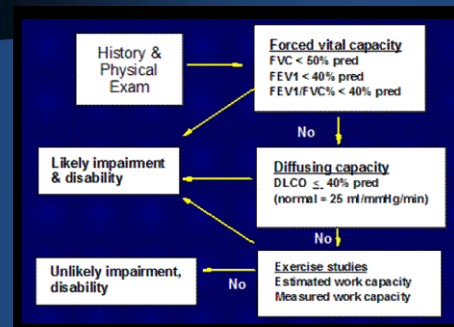 History &
Physical
Exam
Forced vital capacity
FVC < 50% pred
FEV1 < 40% pred
FEV1/FVC% < 40% pred
No
Likely impairment
& disability
Diffusing capacity
DLCO ≤ 40% pred
(normal = 25 ml/mmHg/min)
No
Unlikely impairment,
disability
No
Exercise studies
Estimated work capacity
Measured work capacity